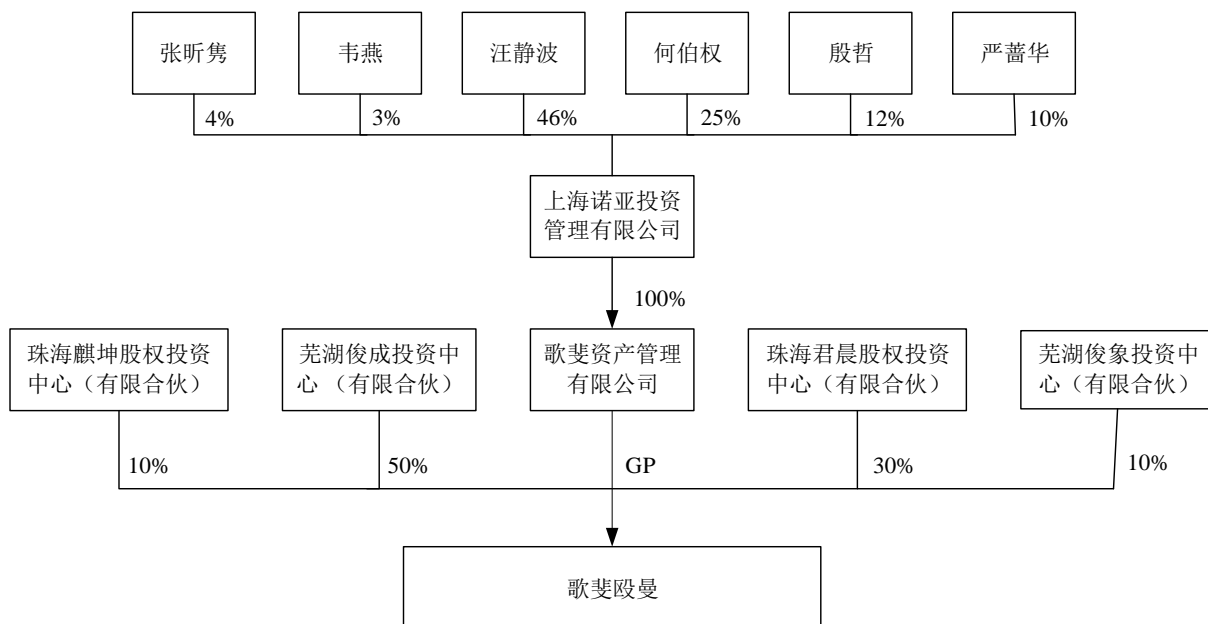 张昕隽
韦燕
汪静波
何伯权
殷哲
严蔷华
4%
3%
46%
25%
12%
10%
上海诺亚投资
管理有限公司
100%
珠海麒坤股权投资
中心（有限合伙）
芜湖俊成投资中
心 （有限合伙）
歌斐资产管理
有限公司
珠海君晨股权投资
中心（有限合伙）
芜湖俊象投资中
心（有限合伙）
10%
50%
GP
30%
10%
歌斐殴曼